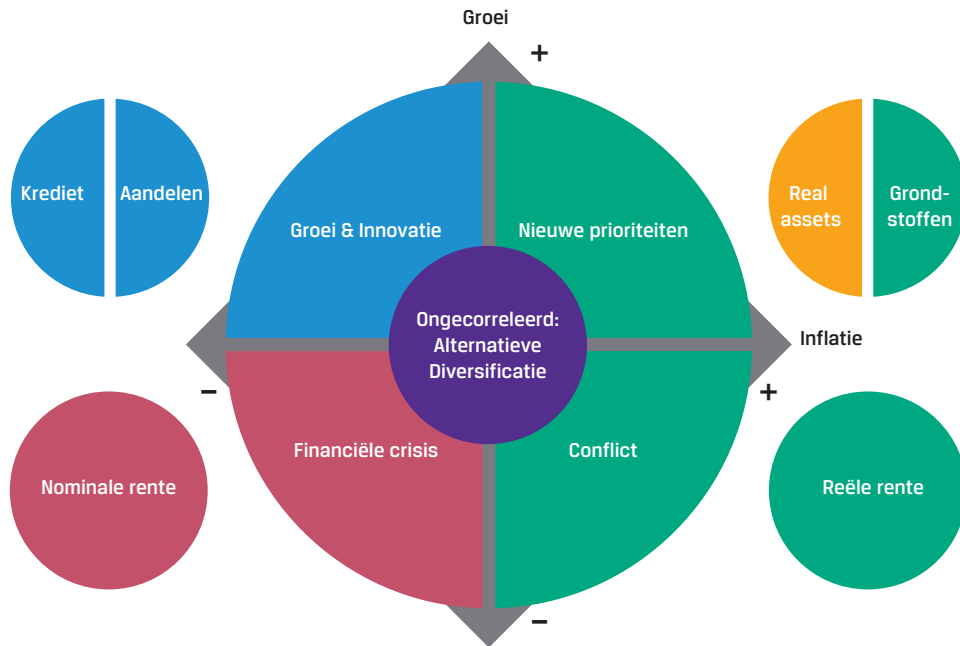 Groei
+
Krediet
Aandelen
Real
assets
Grond-
stoffen
Groei & Innovatie
Nieuwe prioriteiten
Ongecorreleerd:
Alternatieve
Diversificatie
Inflatie
–
+
Financiële crisis
Conflict
Nominale rente
Reële rente
–